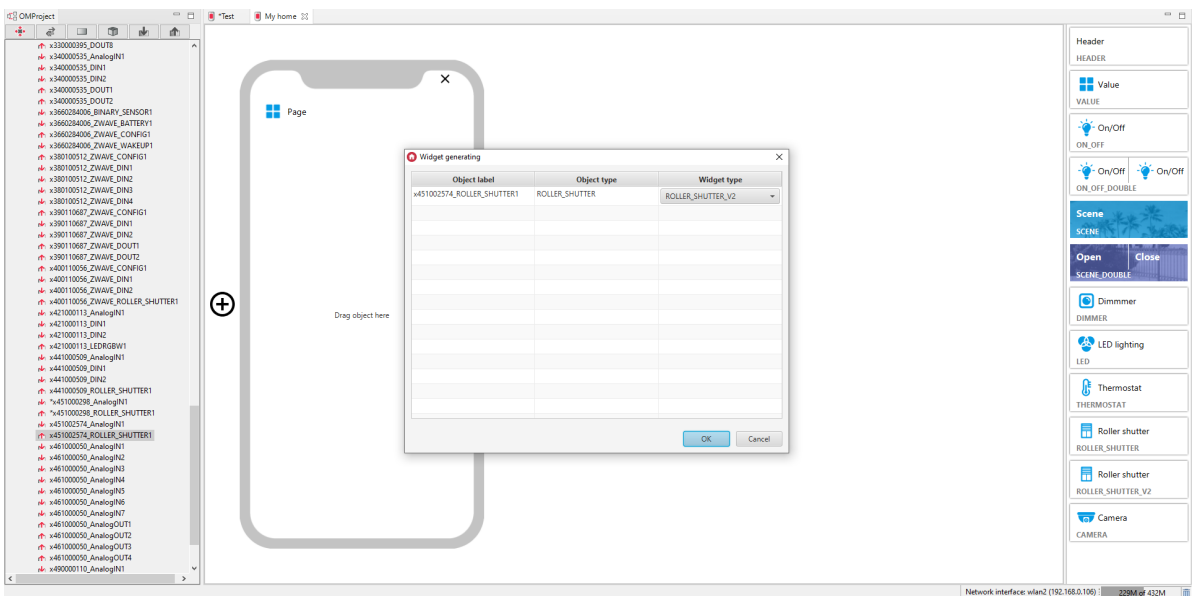 OMProject
*Test
My home
x330000395_DOUT8
x340000535_AnalogIN1
x340000535_DIN1
x340000535_DIN2
x340000535_DOUT1
x340000535_DOUT2
x3660284006_BINARY_SENSOR1
x3660284006_ZWAVE_BATTERY1
x3660284006_ZWAVE_CONFIG1
x3660284006_ZWAVE_WAKEUP1
x380100512_ZWAVE_CONFIG1
x380100512_ZWAVE_DIN1
x380100512_ZWAVE_DIN2
x380100512_ZWAVE_DIN3
x380100512_ZWAVE_DIN4
x390110687_ZWAVE_CONFIG1
x390110687_ZWAVE_DIN1
x390110687_ZWAVE_DIN2
x390110687_ZWAVE_DOUT1
x390110687_ZWAVE_DOUT2
x400110056_ZWAVE_CONFIG1
x400110056_ZWAVE_DIN1
x400110056_ZWAVE_DIN2
x400110056_ZWAVE_ROLLER_SHUTTER1
x421000113_AnalogIN1
x421000113_DIN1
x421000113_DIN2
x421000113_LEDRGBW1
x441000509_AnalogIN1
x441000509_DIN1
x441000509_DIN2
x441000509_ROLLER_SHUTTER1
*x451000298_AnalogIN1
*x451000298_ROLLER_SHUTTER1
x451002574_AnalogIN1
x451002574_ROLLER_SHUTTER1
x461000050_AnalogIN1
x461000050_AnalogIN2
x461000050_AnalogIN3
x461000050_AnalogIN4
x461000050_AnalogIN5
x461000050_AnalogIN6
x461000050_AnalogIN7
x461000050_AnalogOUT1
x461000050_AnalogOUT2
x461000050_AnalogOUT3
x461000050_AnalogOUT4
x490000110_AnalogIN1
Page
Drag object here
Widget generating
Object label Object type Widget type
x451002574_ROLLER_SHUTTER1 ROLLER_SHUTTER ROLLER_SHUTTER_V2
OK Cancel
Header
HEADER
Value
VALUE
On/Off
ON_OFF
On/Off On/Off
ON_OFF_DOUBLE
Scene
SCENE
Open Close
SCENE_DOUBLE
Dimmmer
DIMMER
LED lighting
LED
Thermostat
THERMOSTAT
Roller shutter
ROLLER_SHUTTER
Roller shutter
ROLLER_SHUTTER_V2
Camera
CAMERA
Network interface: wlan2 (192.168.0.106) 229M of 432M